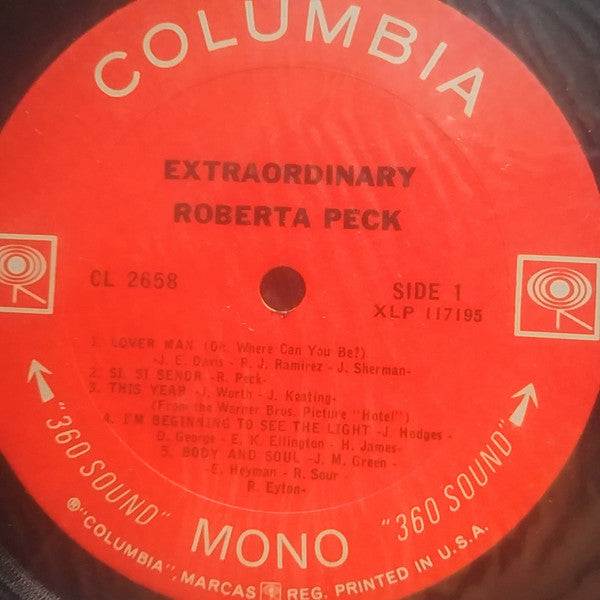 COLUMBIA
EXTRAORDINARY
ROBERTA PECK
CL 2658
SIDE 1
XLP 117195
1. LOVER MAN (Oh, Where Can You Be?)
-J. E. Davis - R. J. Ramirez - J. Sherman-
2. SI, SI SENOR -R. Peck-
3. THIS YEAR -J. Worth - J. Keating-
(From the Warner Bros. Picture "Hotel")
4. I'M BEGINNING TO SEE THE LIGHT -J. Hodges -
D. George - E. K. Ellington - H. James-
5. BODY AND SOUL -J. M. Green -
E. Heyman - R. Sour -
R. Eyton-
"360 SOUND" MONO "360 SOUND"
®"COLUMBIA", MARCAS REG. PRINTED IN U.S.A.